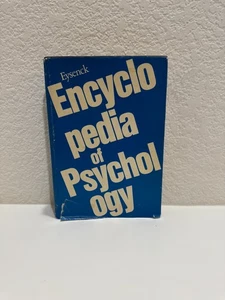 Eysenck
Encyclo
pedia
of
Psychol
ogy